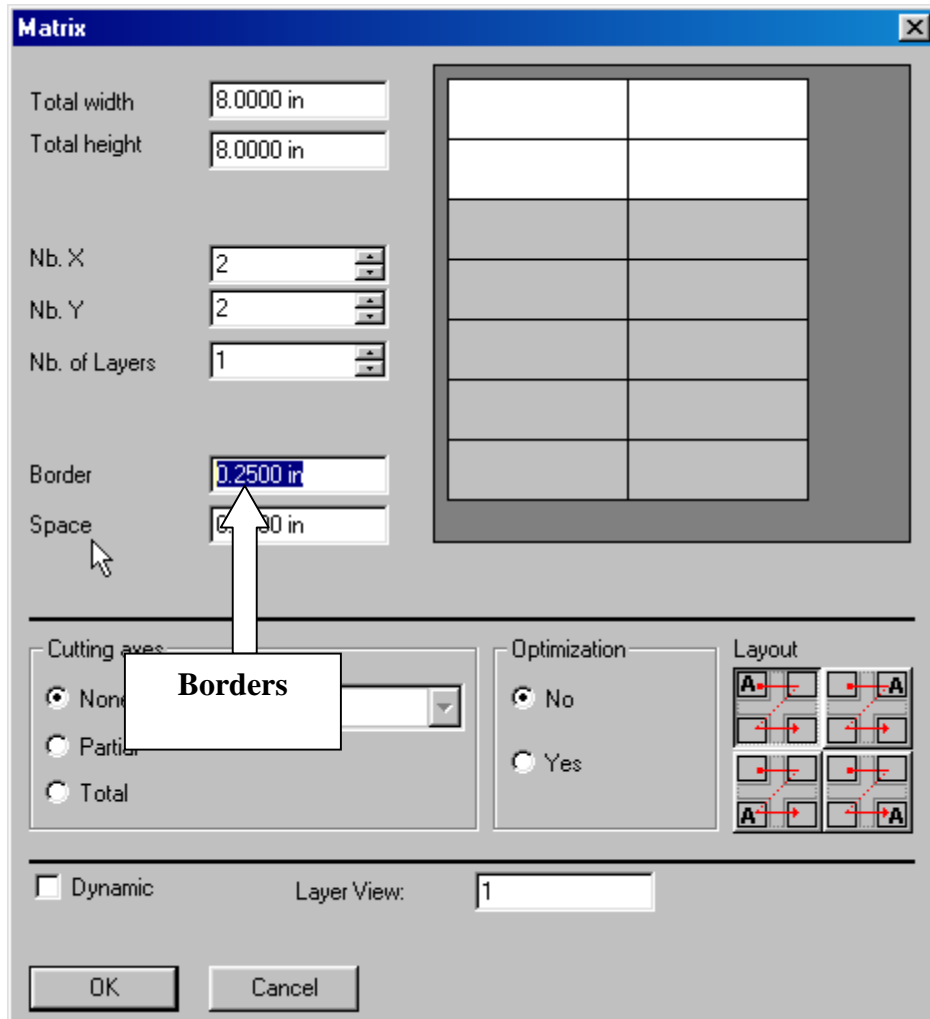 Matrix
Total width 8.0000 in
Total height 8.0000 in
Nb. X 2
Nb. Y 2
Nb. of Layers 1
Border 0.2500 in
Space in
Cutting axes
None
Partial
Total
Borders
Optimization
No
Yes
Layout
A A
A A
Dynamic Layer View: 1
OK Cancel